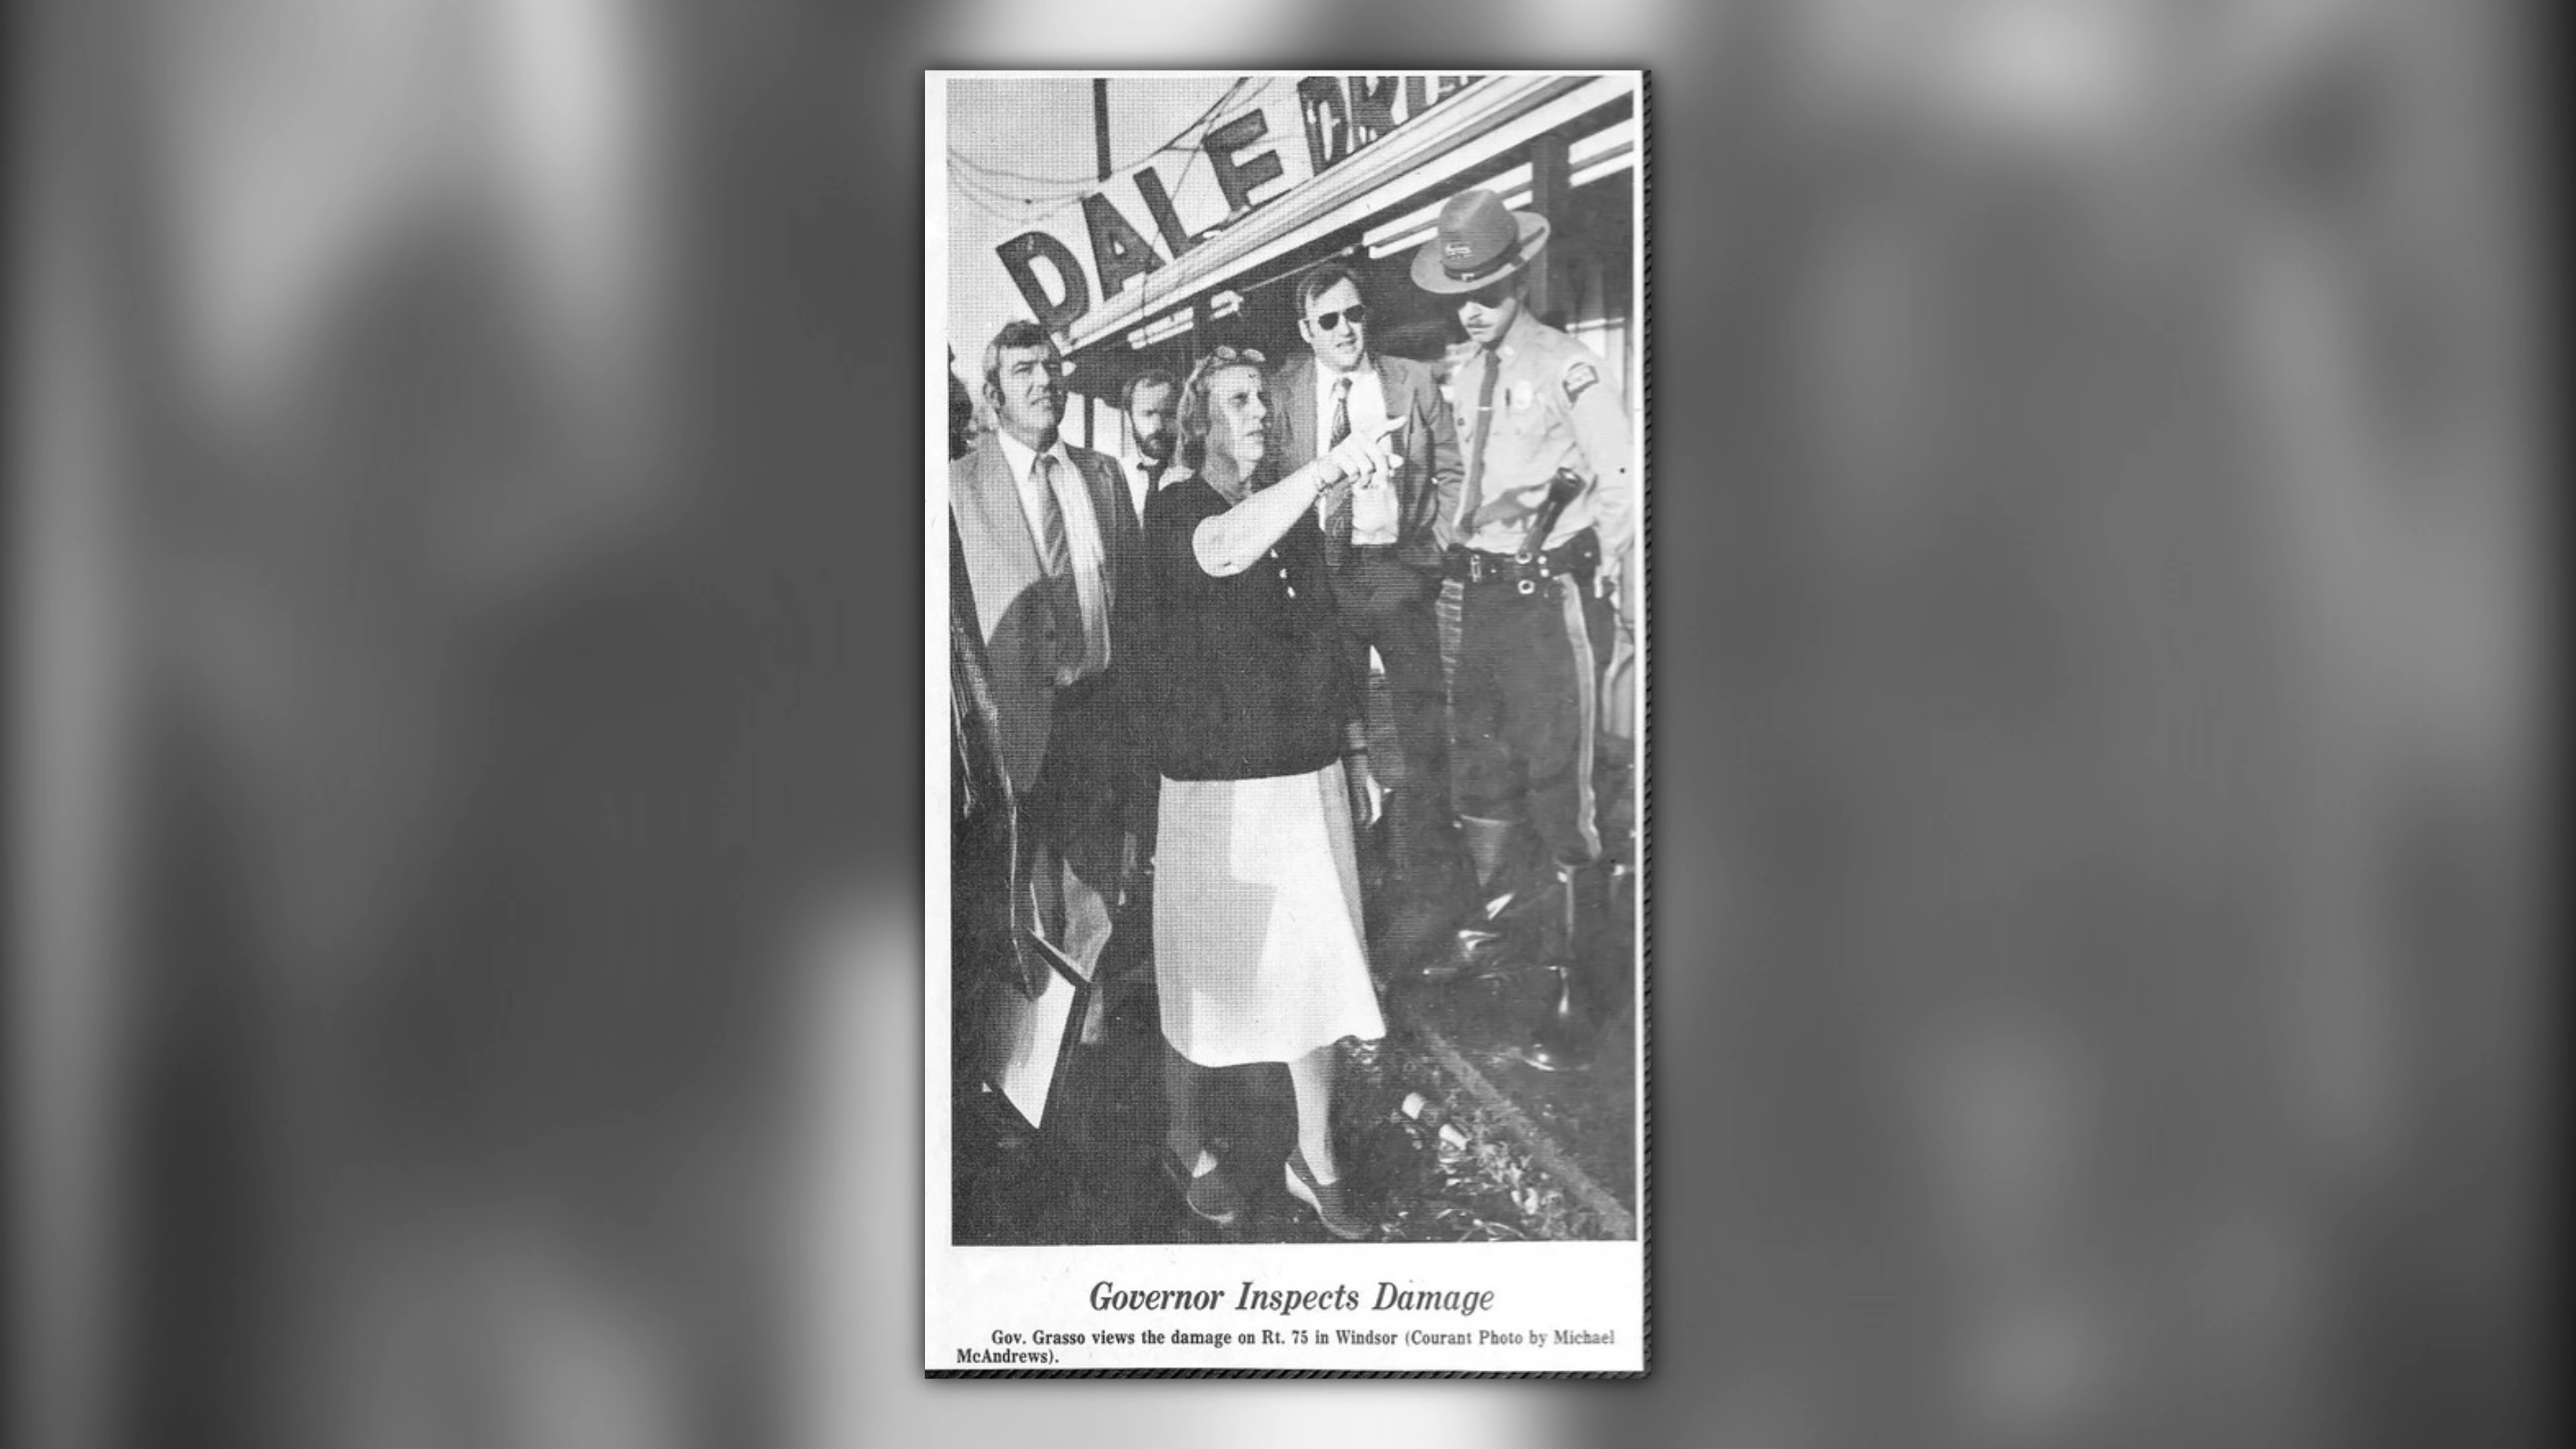 DALE
Governor Inspects Damage
Gov. Grasso views the damage on Rt. 75 in Windsor (Courant Photo by Michael
McAndrews).